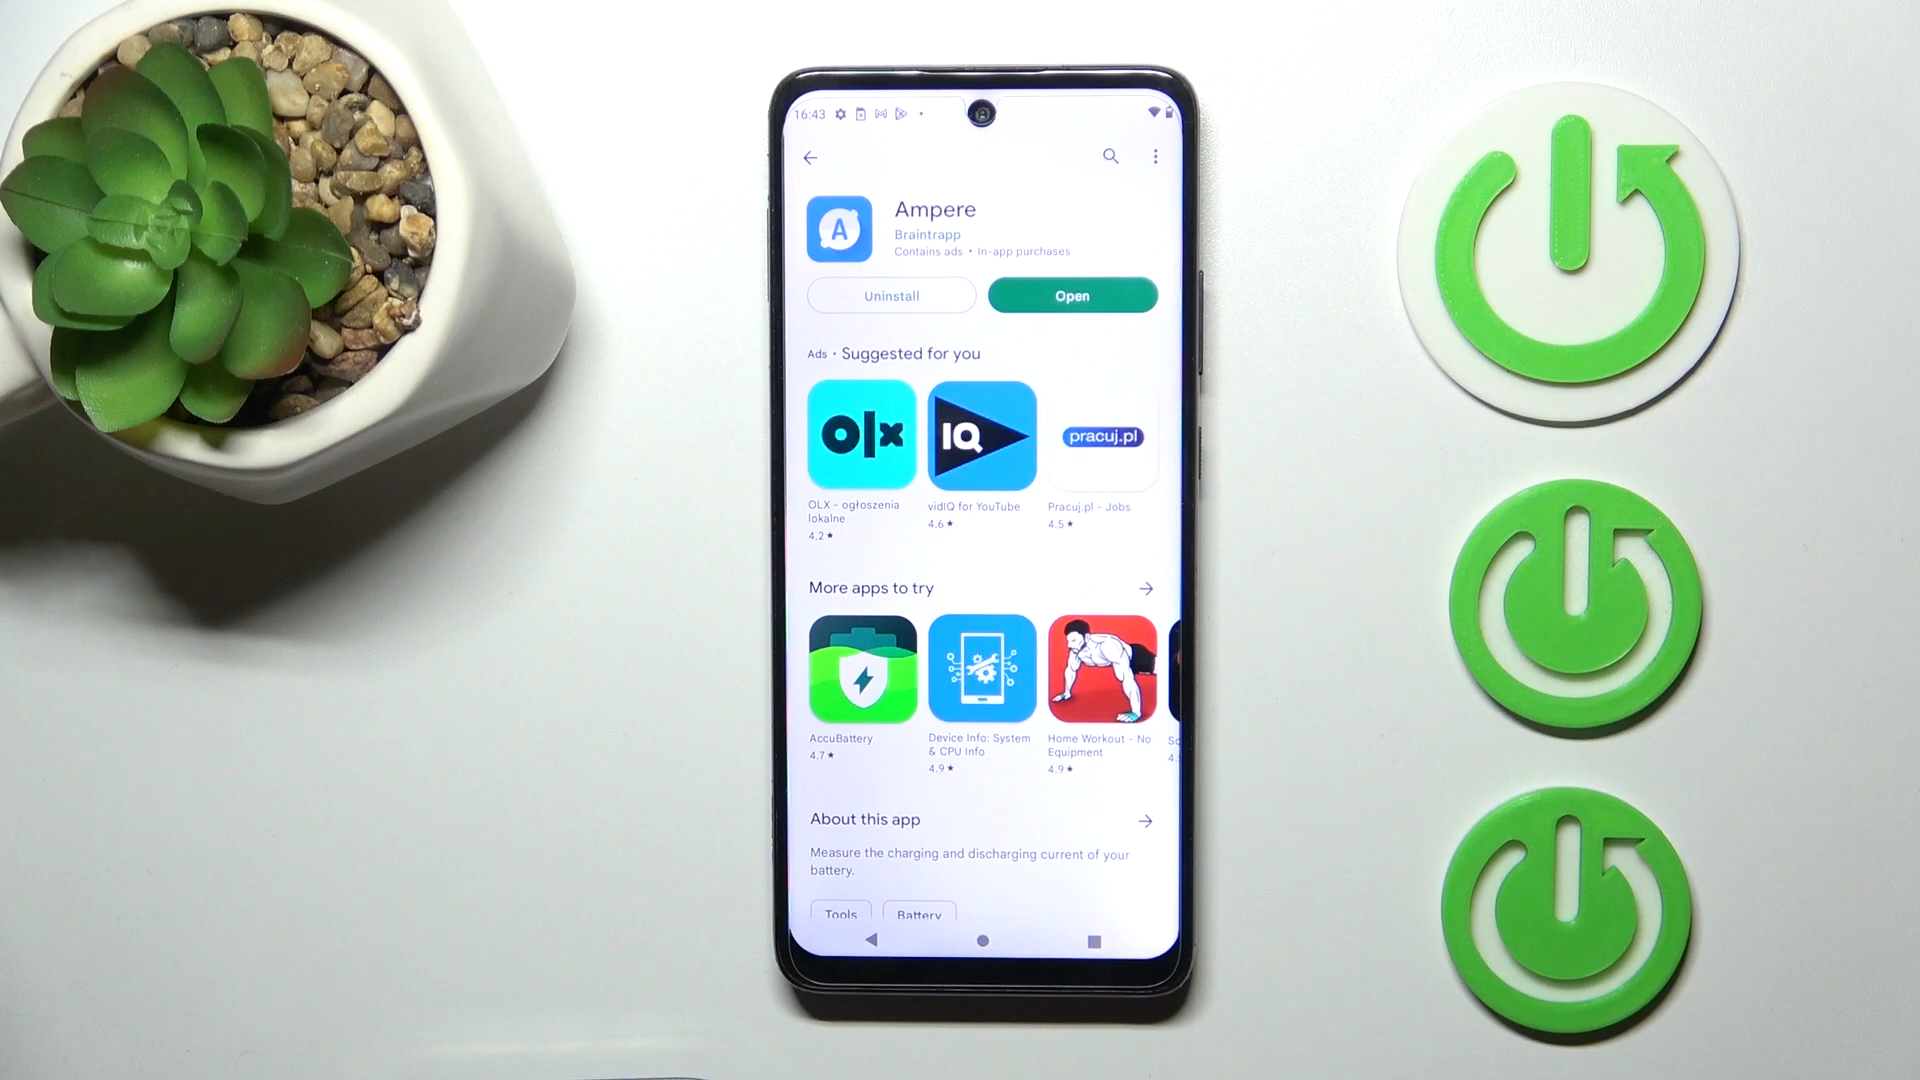 16:43
A
Ampere
Braintrapp
Contains ads • In-app purchases
Uninstall
Open
Ads • Suggested for you
olx
IQ
pracuj.pl
OLX - ogłoszenia lokalne
4.2 ★
vidIQ for YouTube
4.6 ★
Pracuj.pl - Jobs
4.5 ★
More apps to try
AccuBattery
4.7 ★
Device Info: System & CPU Info
4.9 ★
Home Workout - No Equipment
4.9 ★
About this app
Measure the charging and discharging current of your
battery.
Tools
Battery